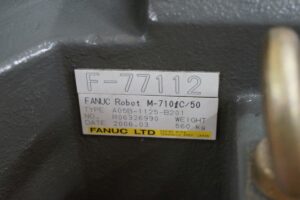 F-77112
FANUC Robot M-710iC/50
TYPE A05B-1125-B201
NO. R06326990 WEIGHT
DATE 2006.03 560 kg
FANUC LTD